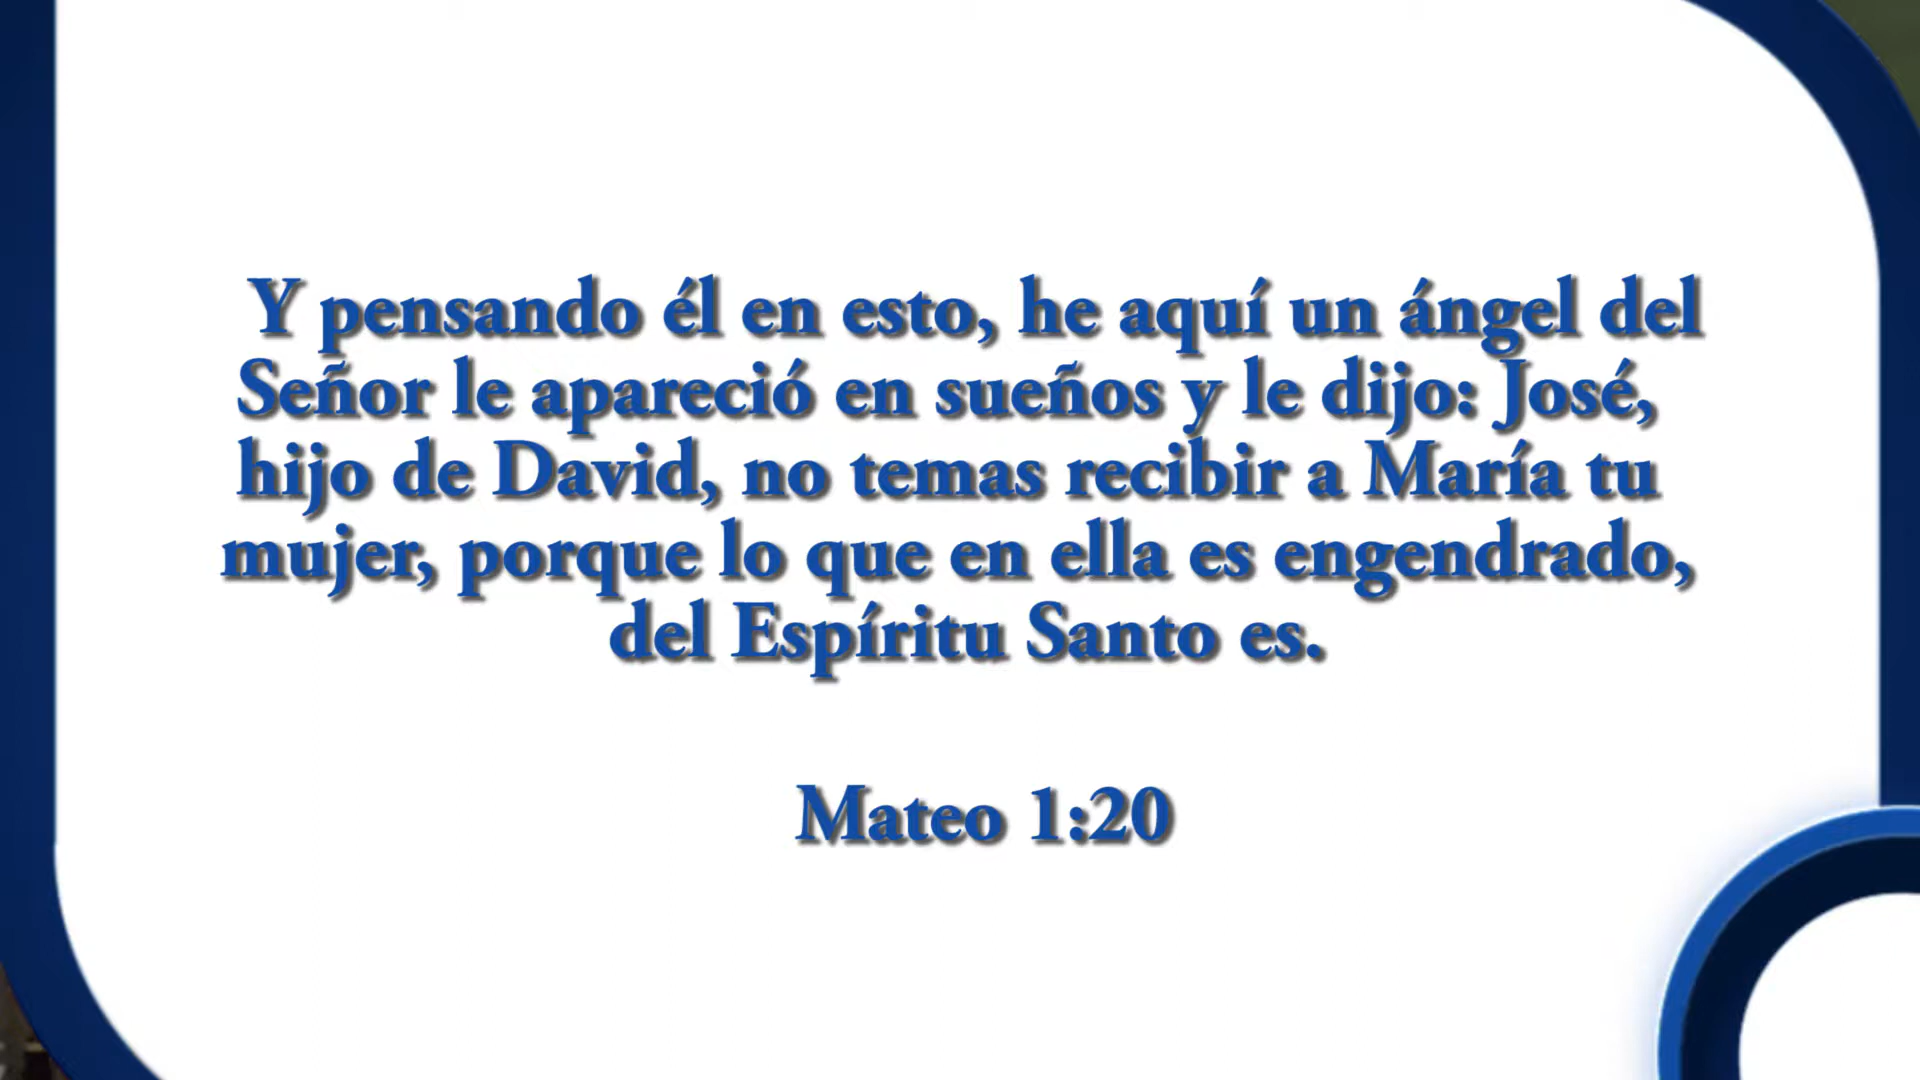 Y pensando él en esto, he aquí un ángel del
Señor le apareció en sueños y le dijo: José,
hijo de David, no temas recibir a María tu
mujer, porque lo que en ella es engendrado,
del Espíritu Santo es.
Mateo 1:20